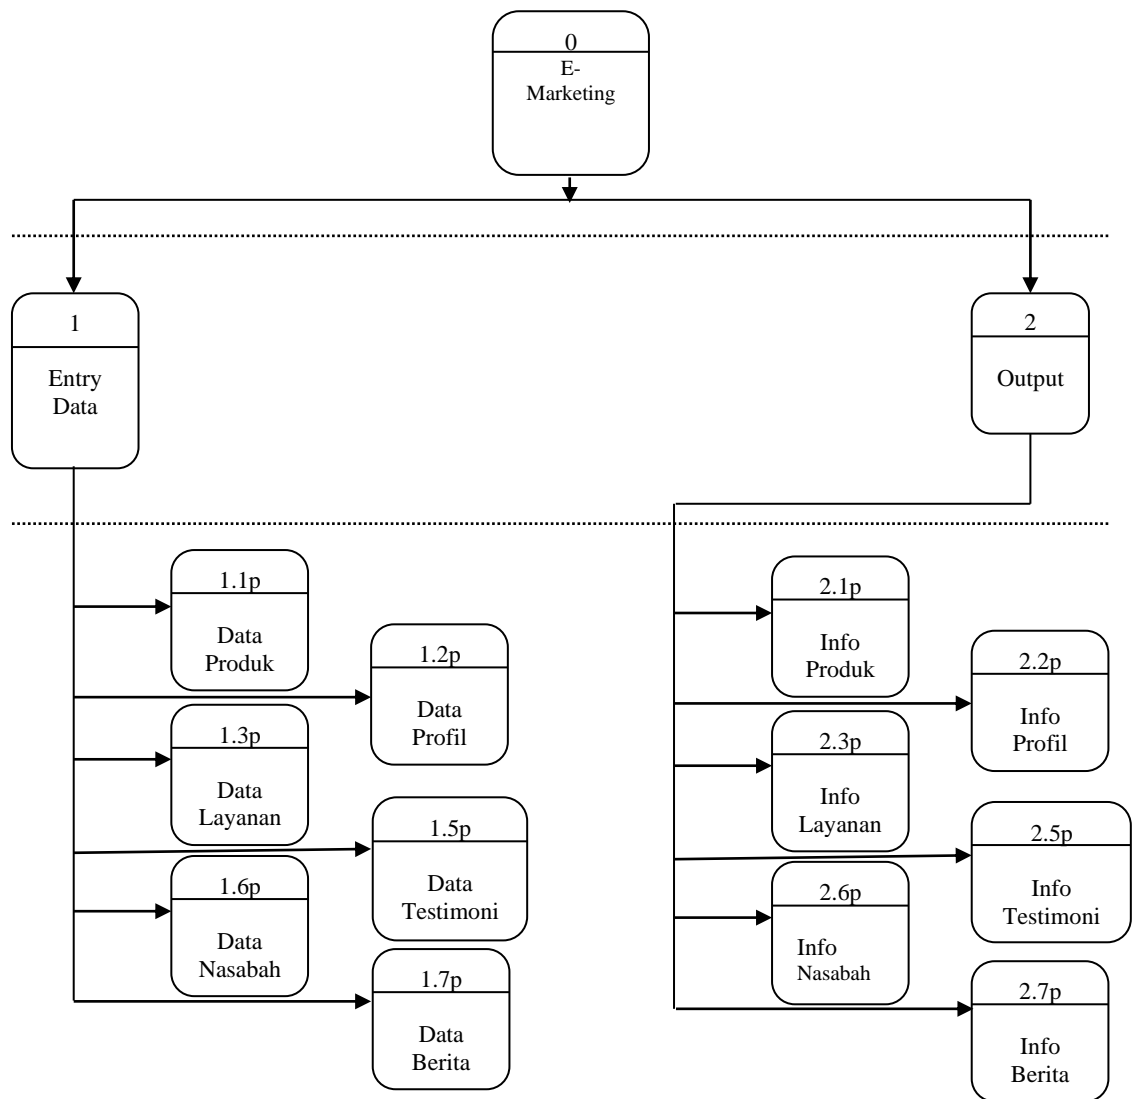 0
E-
Marketing
1
Entry
Data
2
Output
1.1p
Data
Produk
1.2p
Data
Profil
1.3p
Data
Layanan
1.5p
Data
Testimoni
1.6p
Data
Nasabah
1.7p
Data
Berita
2.1p
Info
Produk
2.2p
Info
Profil
2.3p
Info
Layanan
2.5p
Info
Testimoni
2.6p
Info
Nasabah
2.7p
Info
Berita